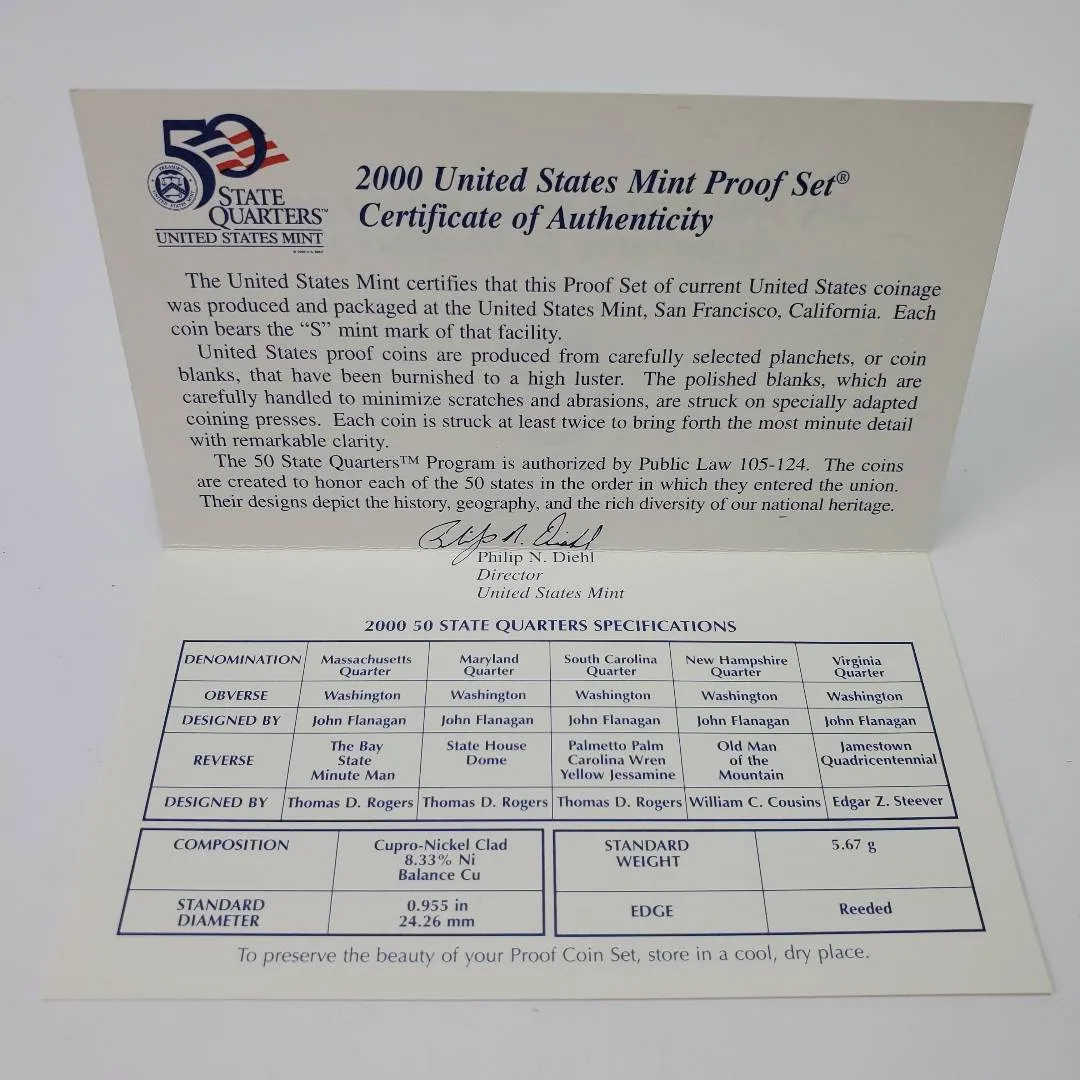 50
STATE
QUARTERS™
UNITED STATES MINT
2000 United States Mint Proof Set®
Certificate of Authenticity
The United States Mint certifies that this Proof Set of current United States coinage
was produced and packaged at the United States Mint, San Francisco, California. Each
coin bears the “S” mint mark of that facility.
United States proof coins are produced from carefully selected planchets, or coin
blanks, that have been burnished to a high luster. The polished blanks, which are
carefully handled to minimize scratches and abrasions, are struck on specially adapted
coining presses. Each coin is struck at least twice to bring forth the most minute detail
with remarkable clarity.
The 50 State Quarters™ Program is authorized by Public Law 105-124. The coins
are created to honor each of the 50 states in the order in which they entered the union.
Their designs depict the history, geography, and the rich diversity of our national heritage.
Philip N. Diehl
Philip N. Diehl
Director
United States Mint
2000 50 STATE QUARTERS SPECIFICATIONS
DENOMINATION Massachusetts Quarter Maryland Quarter South Carolina Quarter New Hampshire Quarter Virginia Quarter
OBVERSE Washington Washington Washington Washington Washington
DESIGNED BY John Flanagan John Flanagan John Flanagan John Flanagan John Flanagan
REVERSE The Bay State Minute Man State House Dome Palmetto Palm Carolina Wren Yellow Jessamine Old Man of the Mountain Jamestown Quadricentennial
DESIGNED BY Thomas D. Rogers Thomas D. Rogers Thomas D. Rogers William C. Cousins Edgar Z. Steever
COMPOSITION Cupro-Nickel Clad 8.33% Ni Balance Cu STANDARD WEIGHT 5.67 g
STANDARD DIAMETER 0.955 in 24.26 mm EDGE Reeded
To preserve the beauty of your Proof Coin Set, store in a cool, dry place.